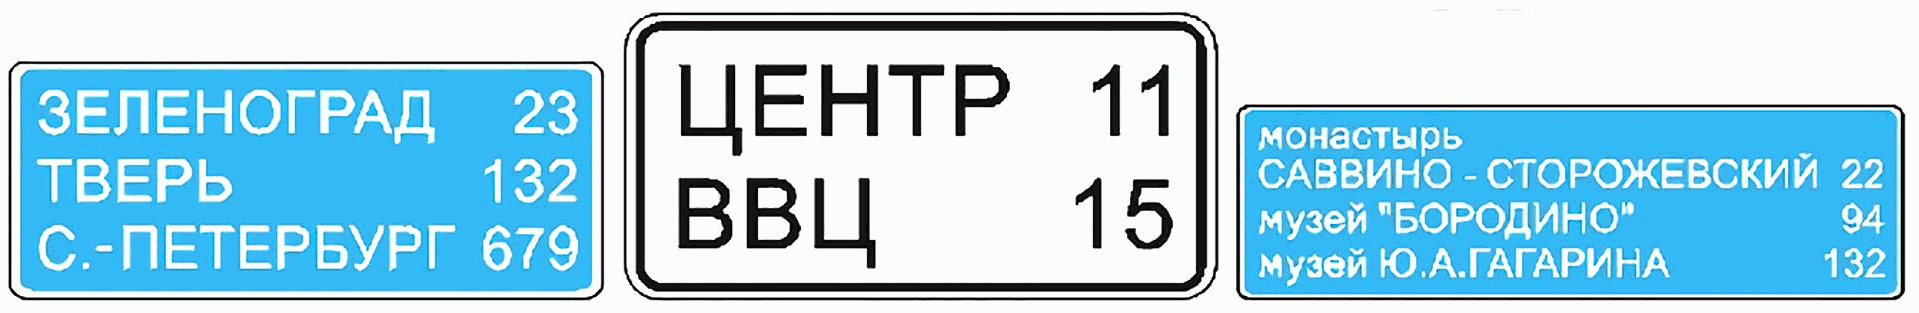 ЗЕЛЕНОГРАД 23
ТВЕРЬ 132
С.-ПЕТЕРБУРГ 679
ЦЕНТР 11
ВВЦ 15
монастырь
САВВИНО - СТОРОЖЕВСКИЙ 22
музей "БОРОДИНО" 94
музей Ю.А.ГАГАРИНА 132